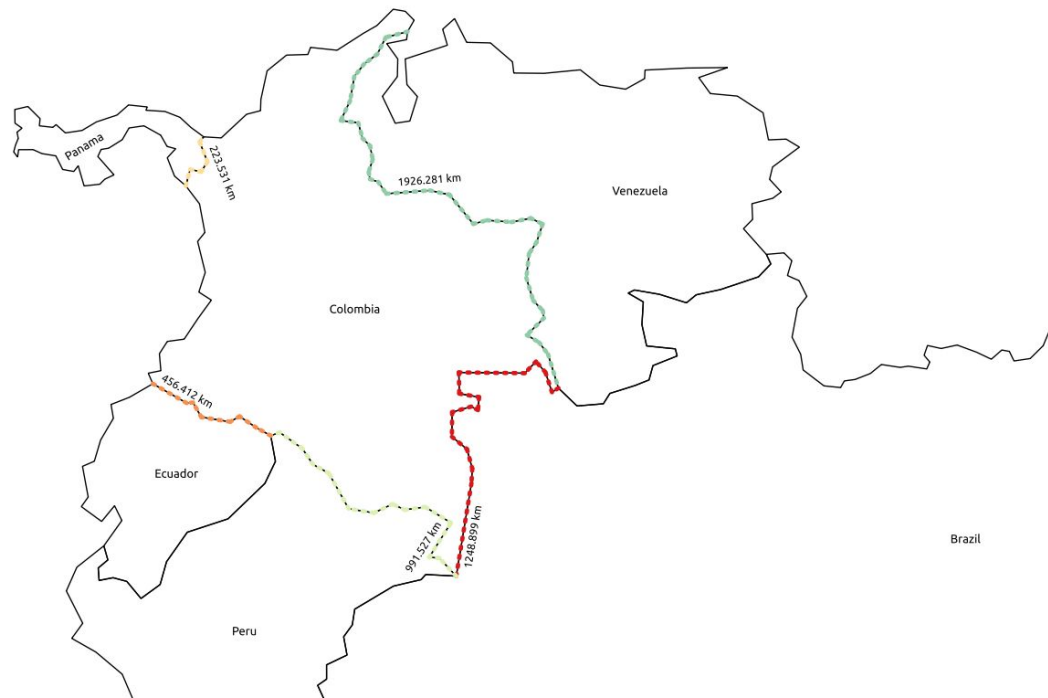 Panama
223.531 km
1926.281 km
Venezuela
Colombia
456.412 km
Ecuador
991.527 km
1248.899 km
Brazil
Peru